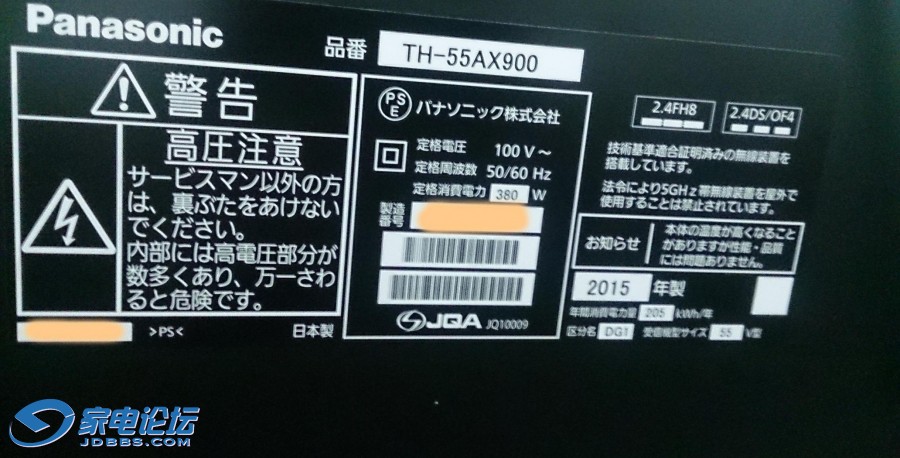 Panasonic
品番 TH-55AX900
警告
高圧注意
サービスマン以外の方
は、裏ぶたをあけない
でください。
内部には高電圧部分が
数多くあり、万一さわ
ると危険です。
>PS< 日本製
PS
E
パナソニック株式会社
定格電圧 100 V～
定格周波数 50/60 Hz
定格消費電力 380 W
製造
番号
JQA JQ10009
2.4FH8
2.4DS/OF4
技術基準適合証明済みの無線装置を
搭載しています。
法令により5GHz帯無線装置を屋外で
使用することは禁止されています。
お知らせ
本体の温度が高くなること
がありますが性能・品質
には問題ありません。
2015 年製
年間消費電力量 205 kWh/年
区分名 DG1 受信機型サイズ 55 V型
家电论坛
JDBBS.COM